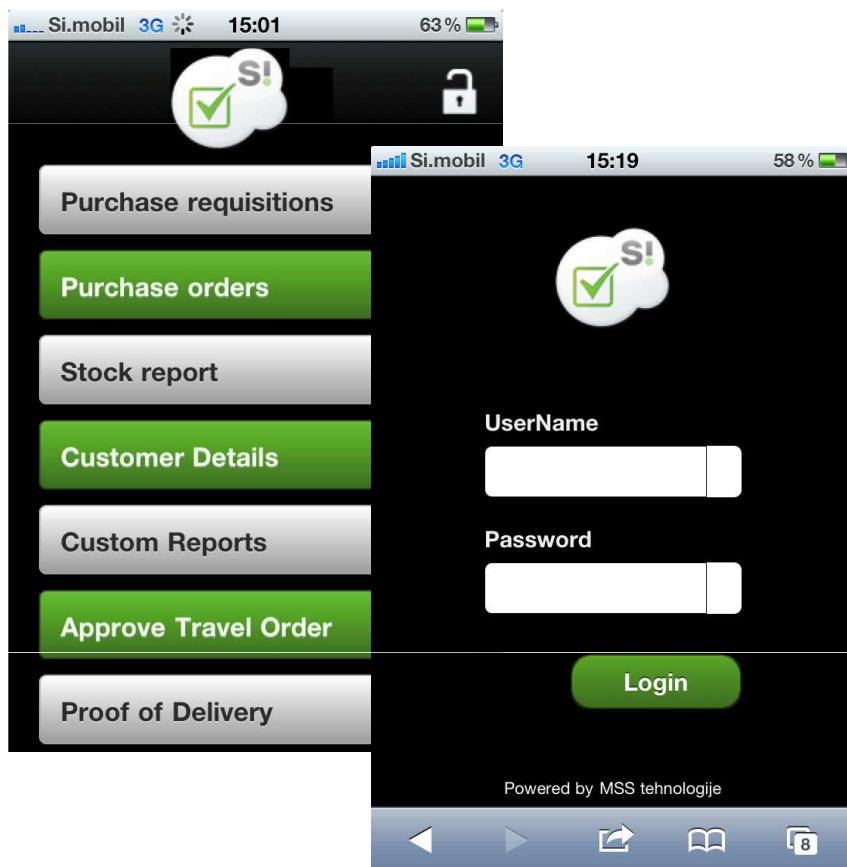 Si.mobil 3G 15:01 63%
S!
Purchase requisitions
Purchase orders
Stock report
Customer Details
Custom Reports
Approve Travel Order
Proof of Delivery
Si.mobil 3G 15:19 58%
S!
UserName
Password
Login
Powered by MSS tehnologije
8